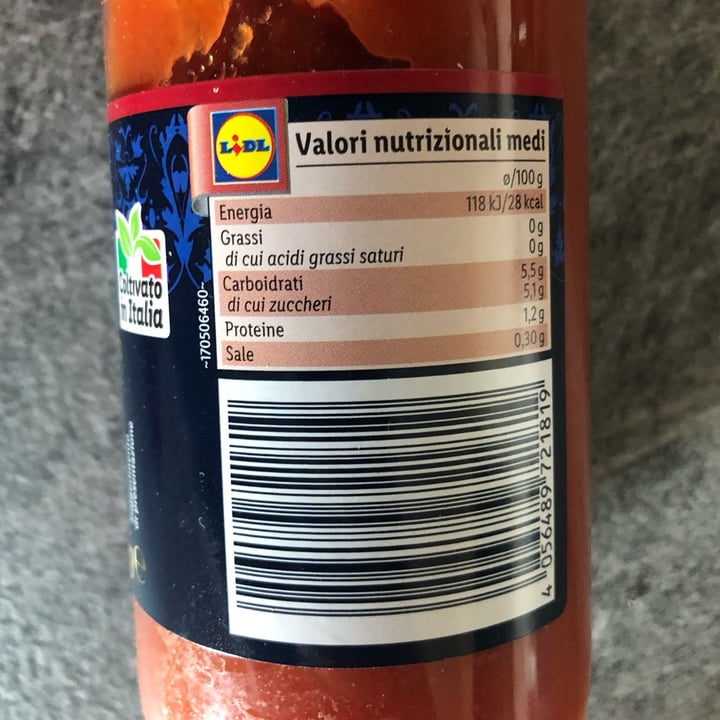 LIDL
Valori nutrizionali medi
ø/100 g
Energia 118 kJ/28 kcal
Grassi 0 g
di cui acidi grassi saturi 0 g
Carboidrati 5,5 g
di cui zuccheri 5,1 g
Proteine 1,2 g
Sale 0,30 g
Coltivato
in Italia
~170506460~
di presentazione
4 056489 721819